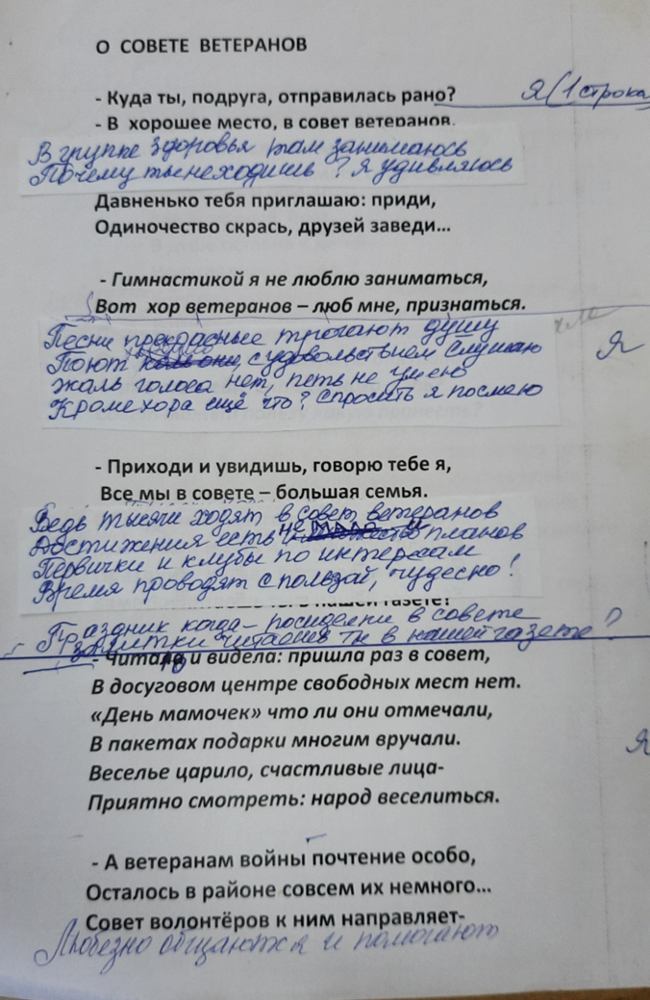 О СОВЕТЕ ВЕТЕРАНОВ
- Куда ты, подруга, отправилась рано? Я (1 строка
- В хорошее место, в совет ветеранов.
В группе здоровья там занимаюсь
Почему ты не ходишь? Я удивляюсь
Давненько тебя приглашаю: приди,
Одиночество скрась, друзей заведи...
- Гимнастикой я не люблю заниматься,
Вот хор ветеранов – люб мне, признаться.
Песни прекрасные трогают душу
Поют с удовольствием слушаю
Я
жаль голоса нет, петь не умею
Кроме хора ещё что? Спросить я посмею
- Приходи и увидишь, говорю тебе я,
Все мы в совете – большая семья.
Ведь тысячи ходят в совет ветеранов
Достижения есть немало и планов
Первички и клубы по интересам
Время проводят с пользой, чудесно!
нашей газете?
Праздник когда – посиделки в совете
заметки читаешь ты в нашей газете?
- Читала и видела: пришла раз в совет,
В досуговом центре свободных мест нет.
«День мамочек» что ли они отмечали,
В пакетах подарки многим вручали.
Я
Веселье царило, счастливые лица-
Приятно смотреть: народ веселиться.
- А ветеранам войны почтение особо,
Осталось в районе совсем их немного...
Совет волонтёров к ним направляет-
Любезно общаются и помогают